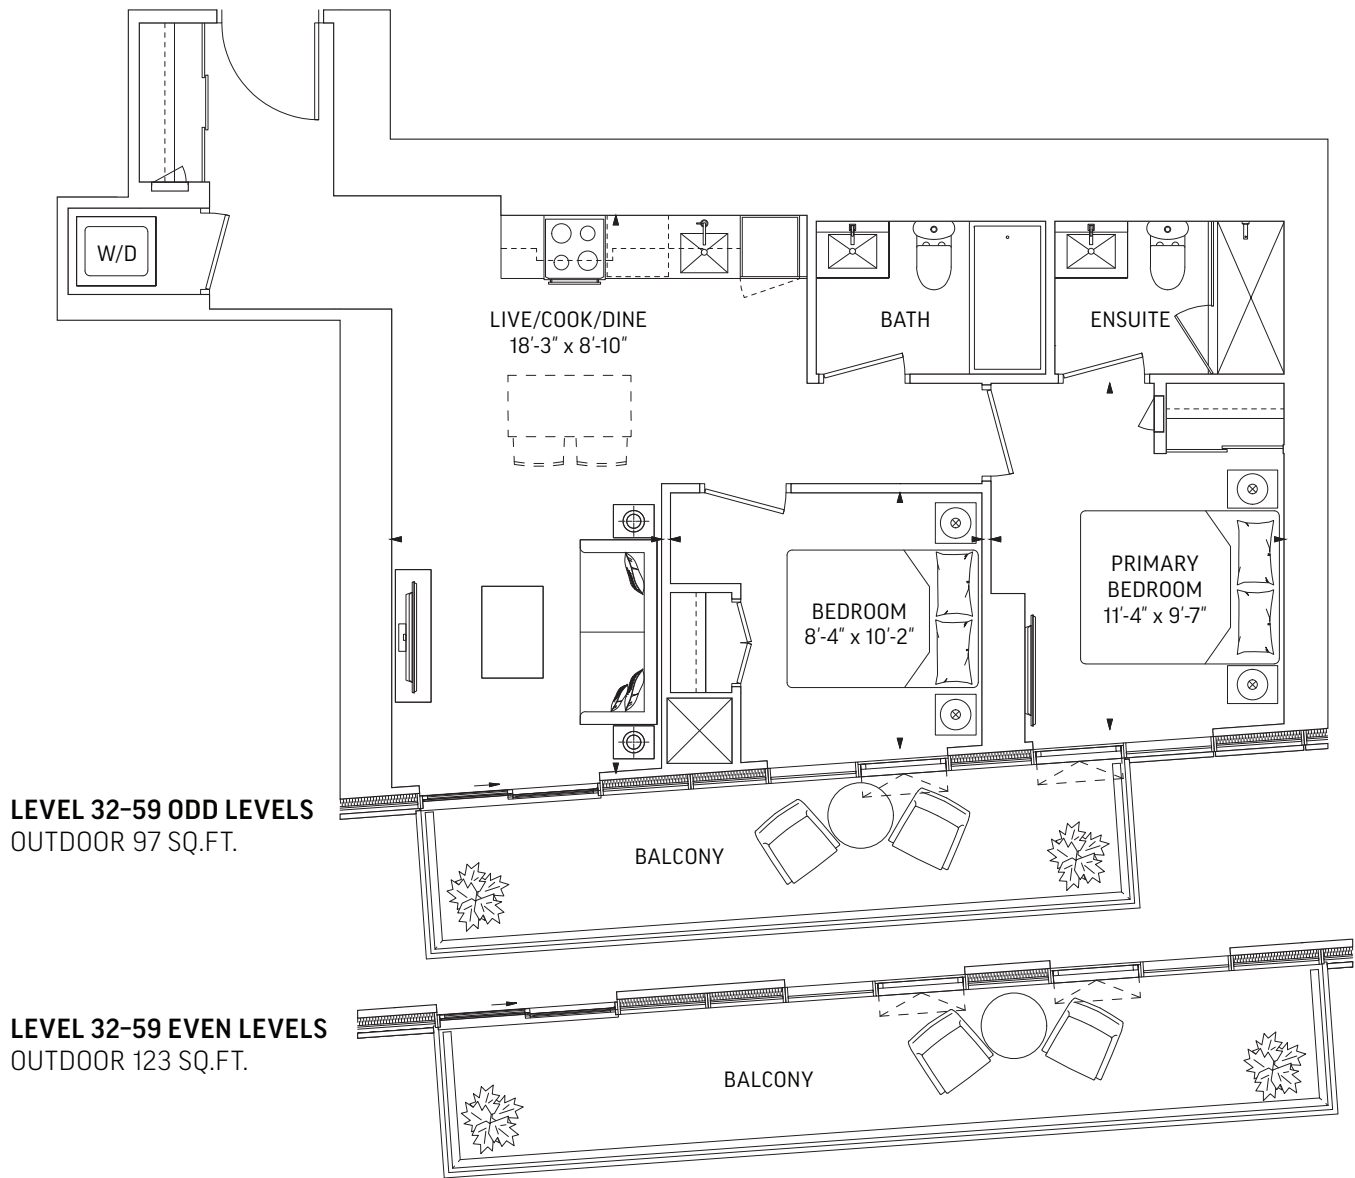 W/D
LIVE/COOK/DINE
18'-3" x 8'-10"
BATH
ENSUITE
PRIMARY
BEDROOM
11'-4" x 9'-7"
BEDROOM
8'-4" x 10'-2"
LEVEL 32–59 ODD LEVELS
OUTDOOR 97 SQ.FT.
BALCONY
LEVEL 32–59 EVEN LEVELS
OUTDOOR 123 SQ.FT.
BALCONY